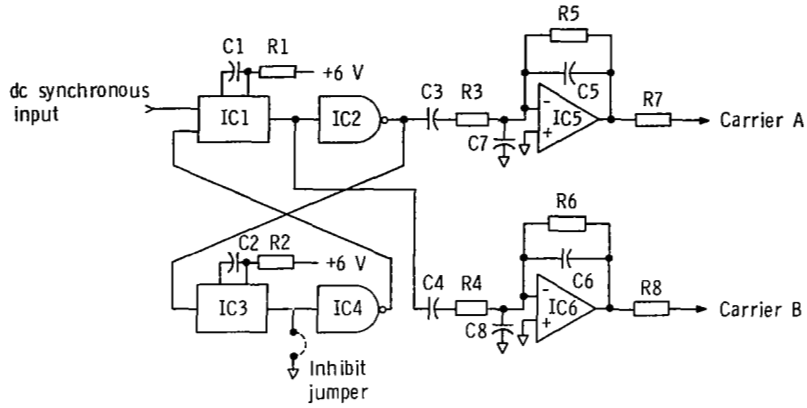 R5
C1
R1
+6 V
dc synchronous
input
C3
R3
C5
IC1
IC2
-
+
IC5
R7
Carrier A
C7
R6
C2
R2
+6 V
C4
R4
C6
IC3
IC4
-
+
IC6
R8
Carrier B
C8
Inhibit
jumper